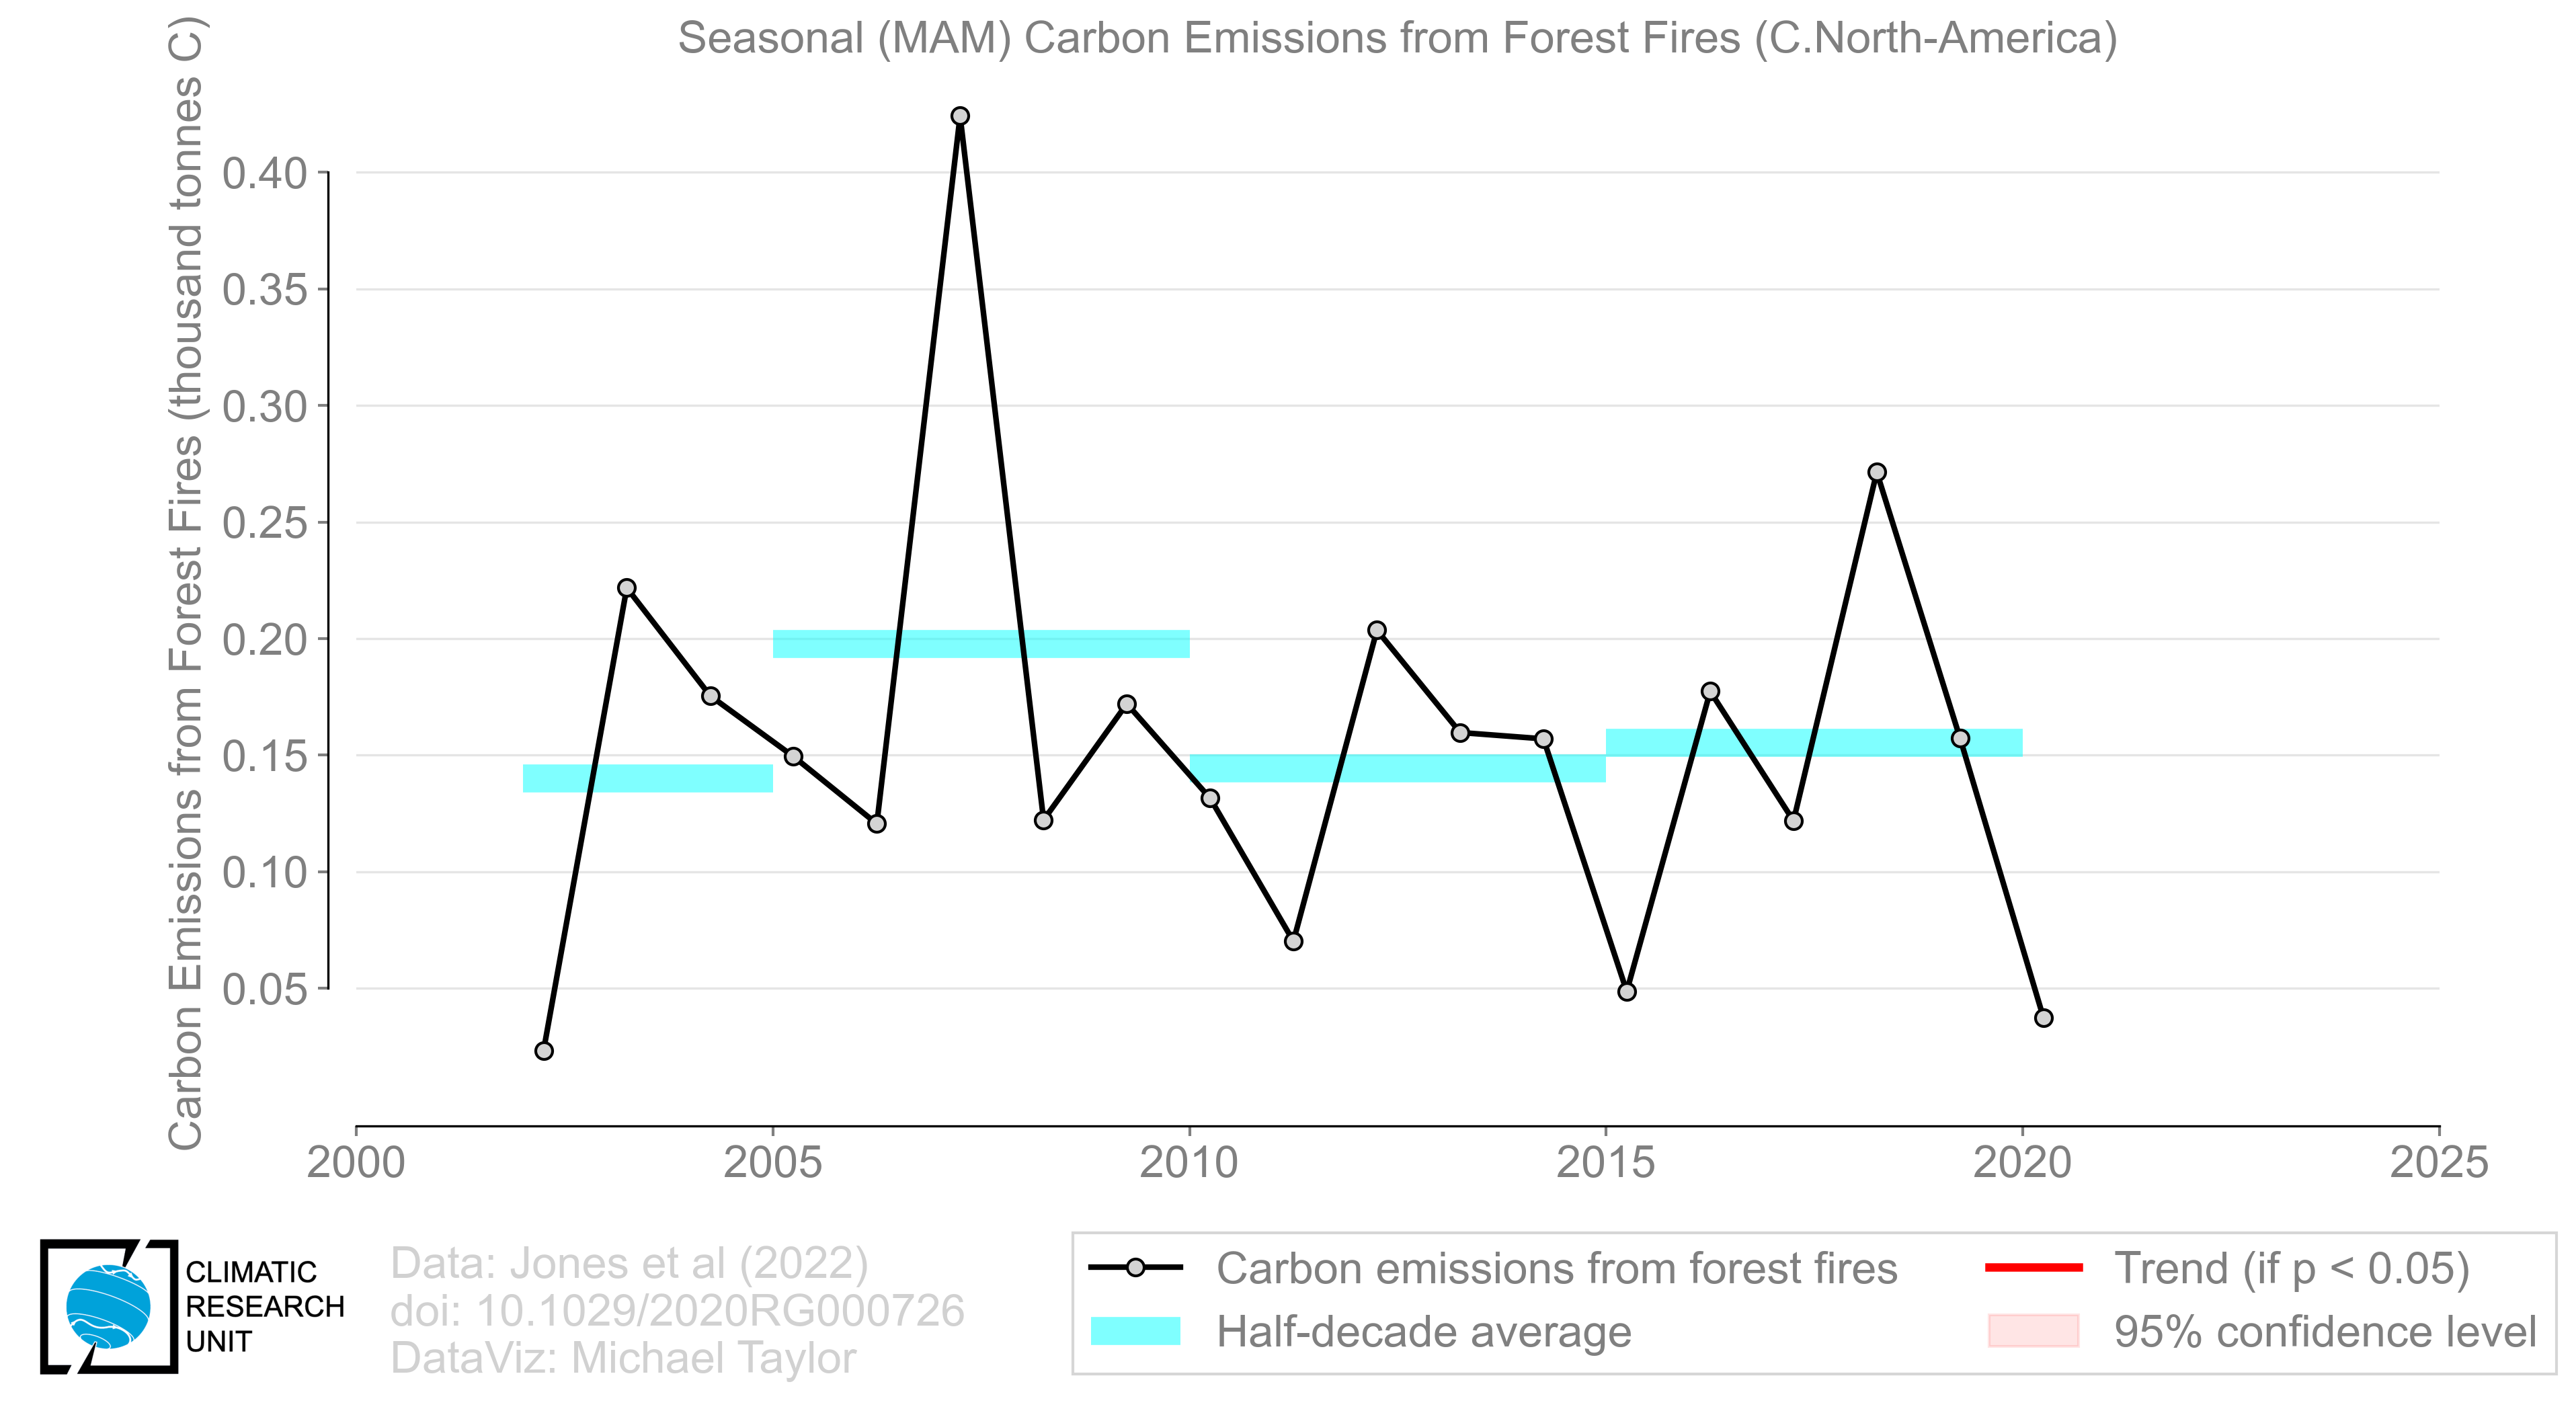 Seasonal (MAM) Carbon Emissions from Forest Fires (C.North-America)
Carbon Emissions from Forest Fires (thousand tonnes C)
0.40
0.35
0.30
0.25
0.20
0.15
0.10
0.05
2000
2005
2010
2015
2020
2025
CLIMATIC
RESEARCH
UNIT
Data: Jones et al (2022)
doi: 10.1029/2020RG000726
DataViz: Michael Taylor
Carbon emissions from forest fires
Half-decade average
Trend (if p < 0.05)
95% confidence level